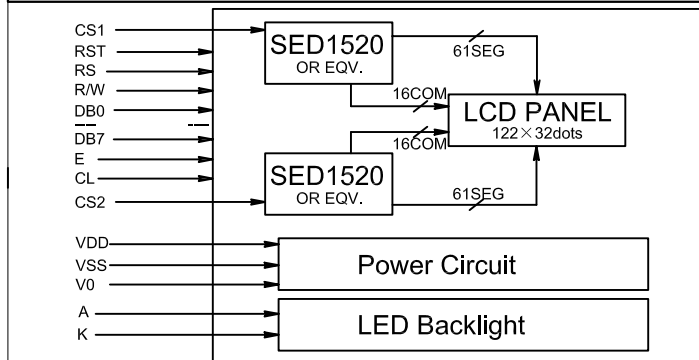 CS1
RST
RS
R/W
DB0
DB7
E
CL
CS2
VDD
VSS
V0
A
K
SED1520
OR EQV.
61SEG
16COM
LCD PANEL
122×32dots
16COM
SED1520
OR EQV.
61SEG
Power Circuit
LED Backlight